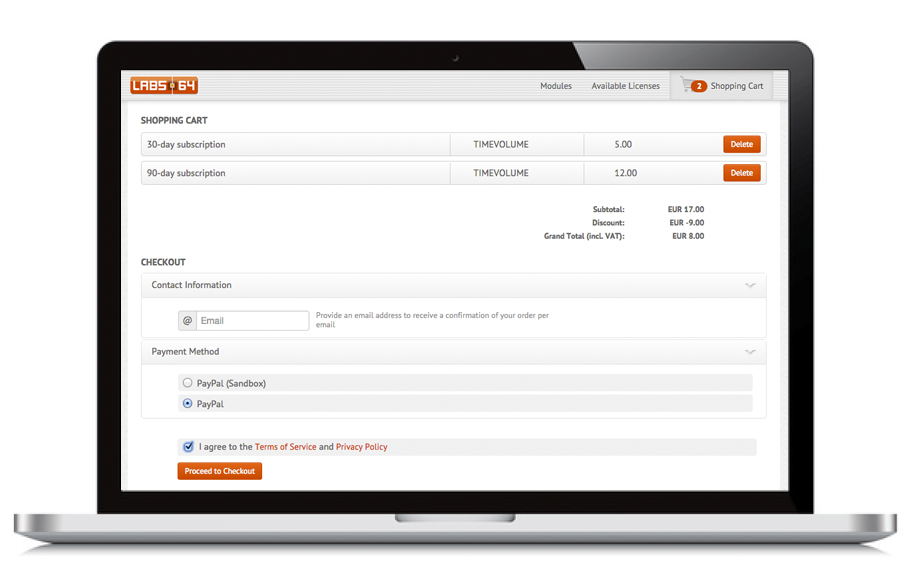 LABS 64
Modules Available Licenses 2 Shopping Cart
SHOPPING CART
30-day subscription TIMEVOLUME 5.00 Delete
90-day subscription TIMEVOLUME 12.00 Delete
Subtotal: EUR 17.00
Discount: EUR -9.00
Grand Total (incl. VAT): EUR 8.00
CHECKOUT
Contact Information
@ Email
Provide an email address to receive a confirmation of your order per
email
Payment Method
PayPal (Sandbox)
PayPal
I agree to the Terms of Service and Privacy Policy
Proceed to Checkout